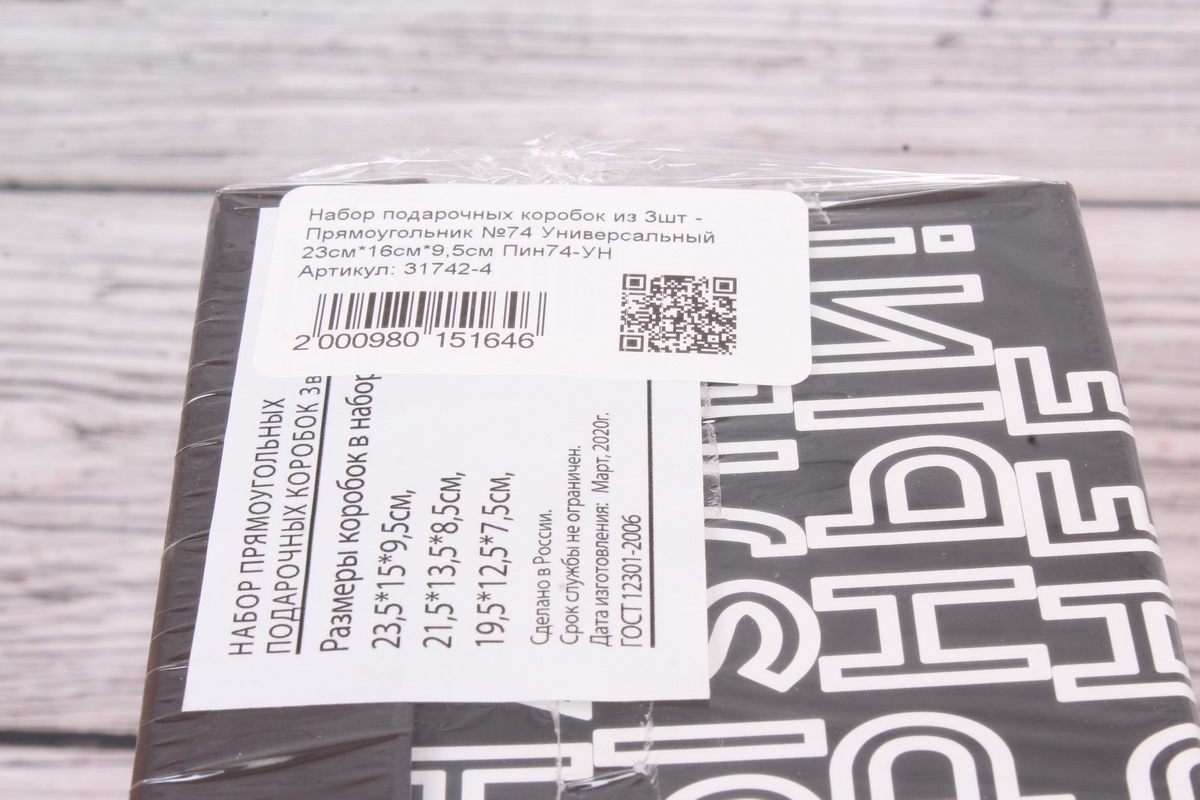 Набор подарочных коробок из 3шт -
Прямоугольник №74 Универсальный
23см*16см*9,5см Пин74-УН
Артикул: 31742-4
2 000980 151646
НАБОР ПРЯМОУГОЛЬНЫХ
ПОДАРОЧНЫХ КОРОБОК 3в
Размеры коробок в набор
23,5*15*9,5см,
21,5*13,5*8,5см,
19,5*12,5*7,5см,
Сделано в России.
Срок службы не ограничен.
Дата изготовления: Март, 2020г.
ГОСТ 12301-2006